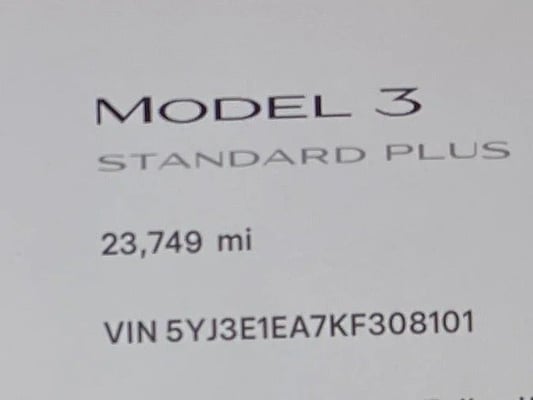 MODEL 3
STANDARD PLUS
23,749 mi
VIN 5YJ3E1EA7KF308101